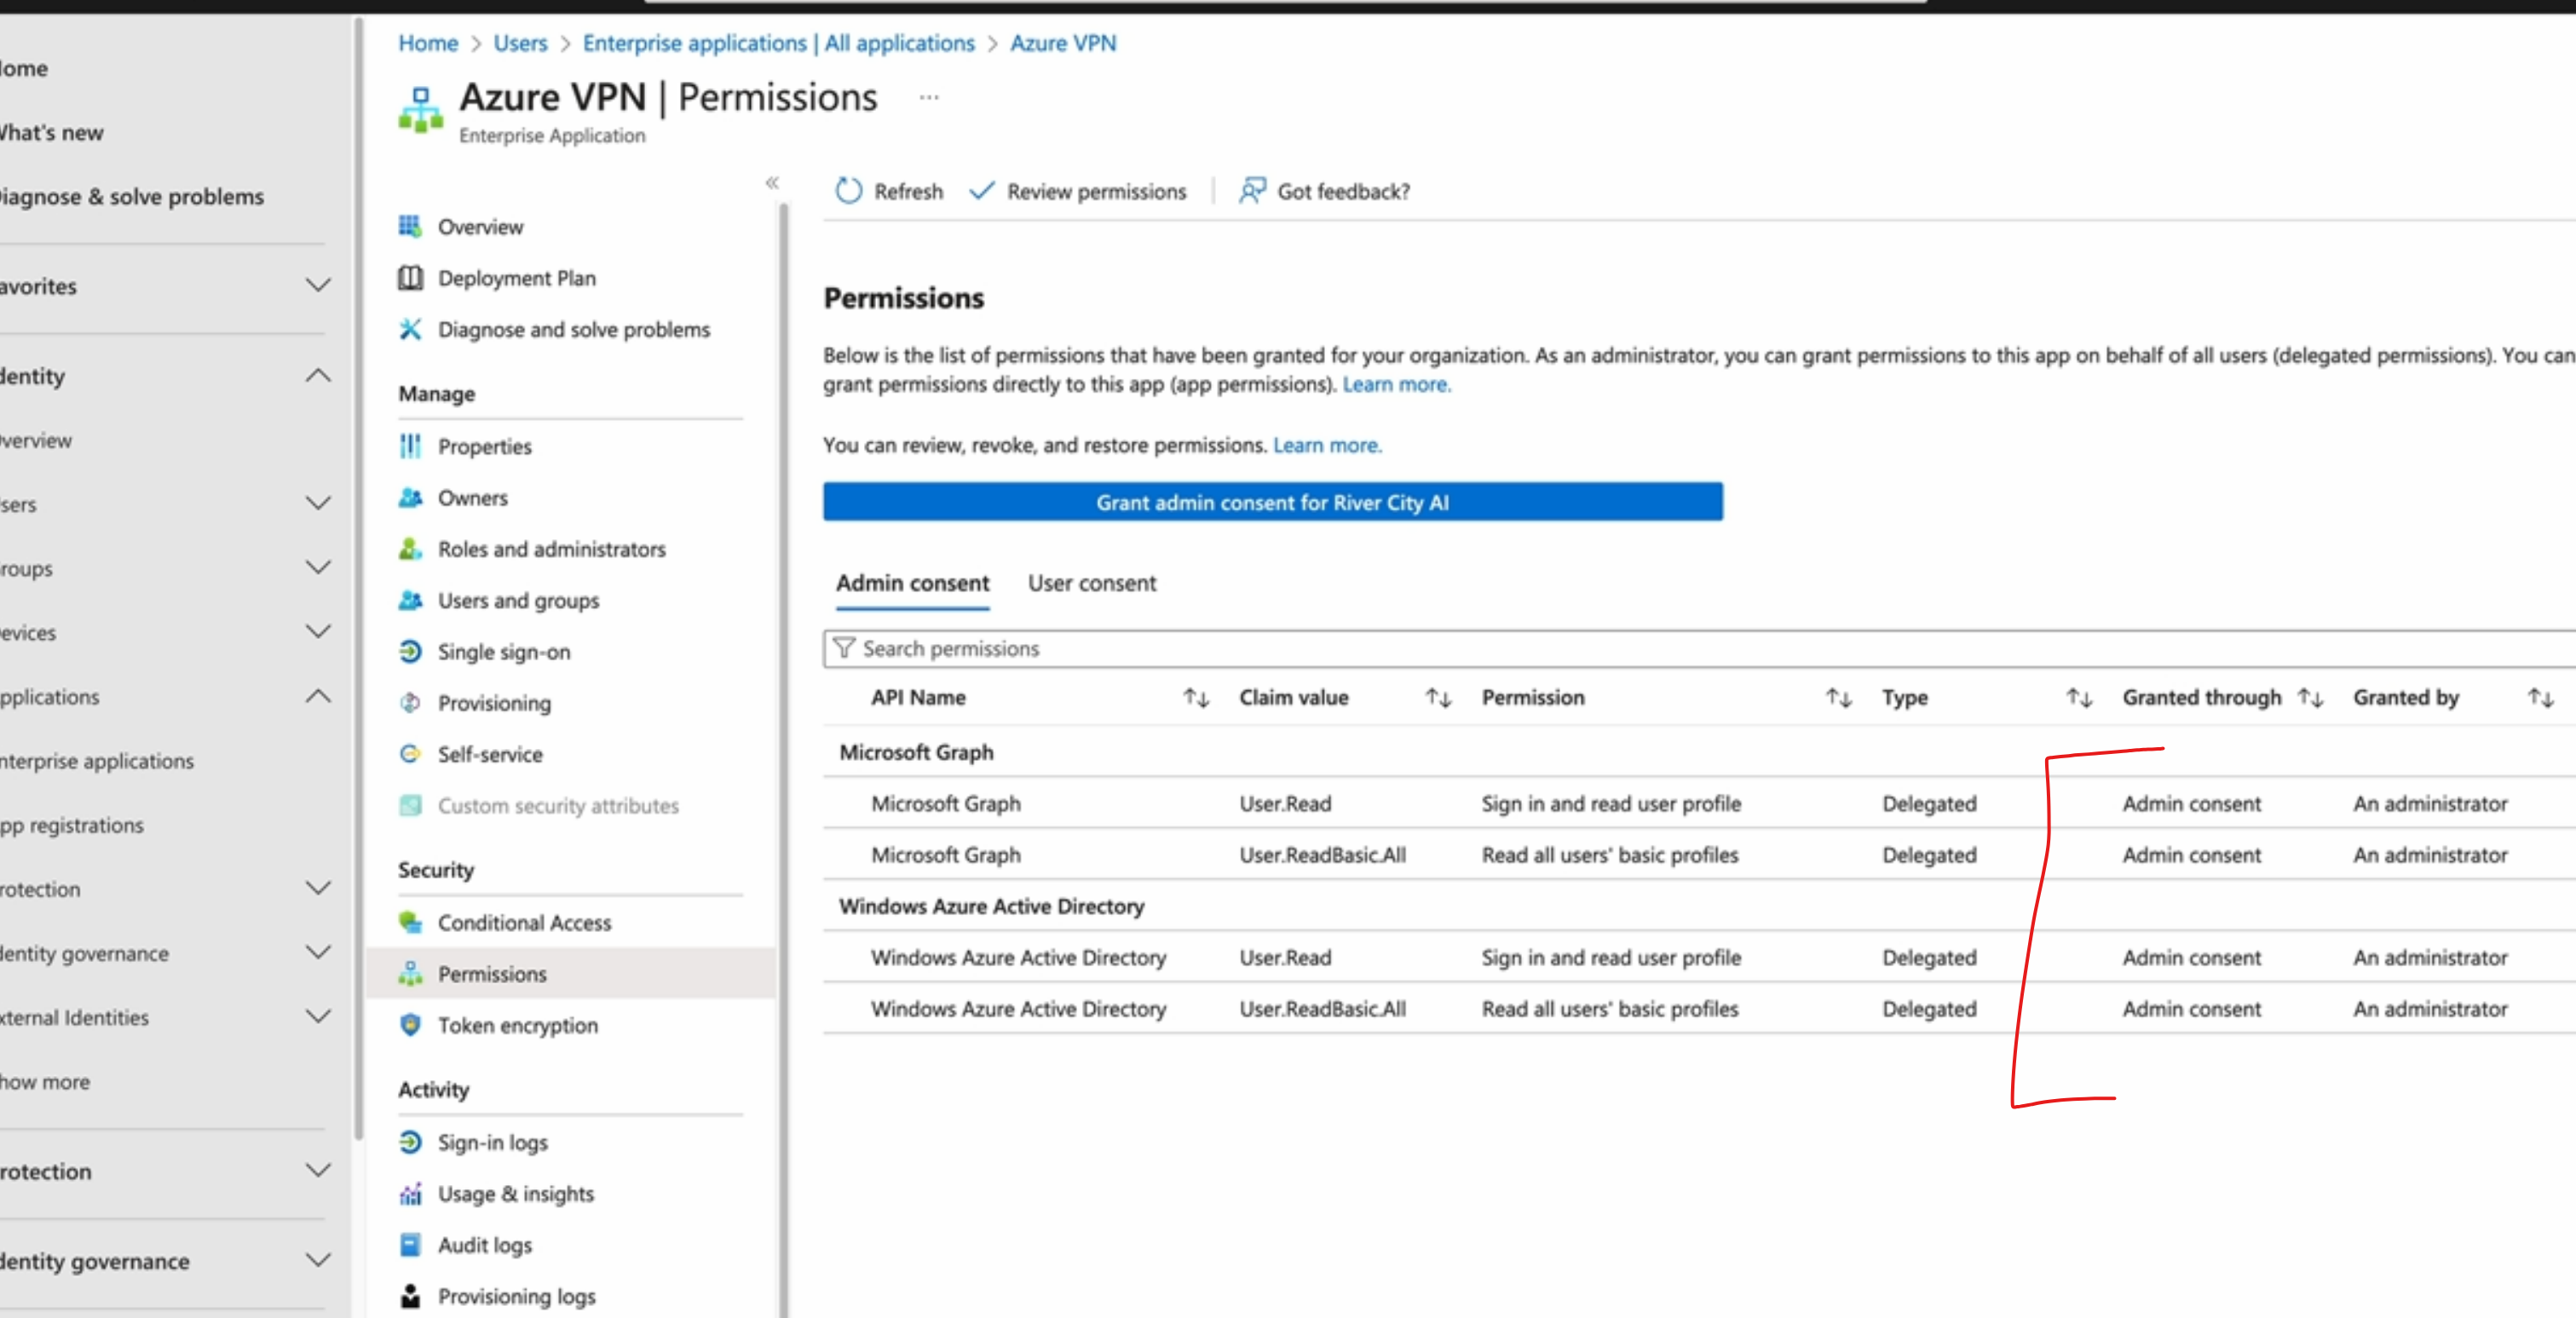 Home > Users > Enterprise applications | All applications > Azure VPN
ome
What's new
iagnose & solve problems
avorites
dentity
verview
sers
roups
evices
pplications
nterprise applications
pp registrations
rotection
dentity governance
xternal Identities
how more
rotection
dentity governance
Azure VPN | Permissions ...
Enterprise Application
«
Overview
Deployment Plan
Diagnose and solve problems
Manage
Properties
Owners
Roles and administrators
Users and groups
Single sign-on
Provisioning
Self-service
Custom security attributes
Security
Conditional Access
Permissions
Token encryption
Activity
Sign-in logs
Usage & insights
Audit logs
Provisioning logs
Refresh Review permissions | Got feedback?
Permissions
Below is the list of permissions that have been granted for your organization. As an administrator, you can grant permissions to this app on behalf of all users (delegated permissions). You can
grant permissions directly to this app (app permissions). Learn more.
You can review, revoke, and restore permissions. Learn more.
Grant admin consent for River City AI
Admin consent User consent
Search permissions
API Name Claim value Permission Type Granted through Granted by
Microsoft Graph
Microsoft Graph User.Read Sign in and read user profile Delegated Admin consent An administrator
Microsoft Graph User.ReadBasic.All Read all users' basic profiles Delegated Admin consent An administrator
Windows Azure Active Directory
Windows Azure Active Directory User.Read Sign in and read user profile Delegated Admin consent An administrator
Windows Azure Active Directory User.ReadBasic.All Read all users' basic profiles Delegated Admin consent An administrator